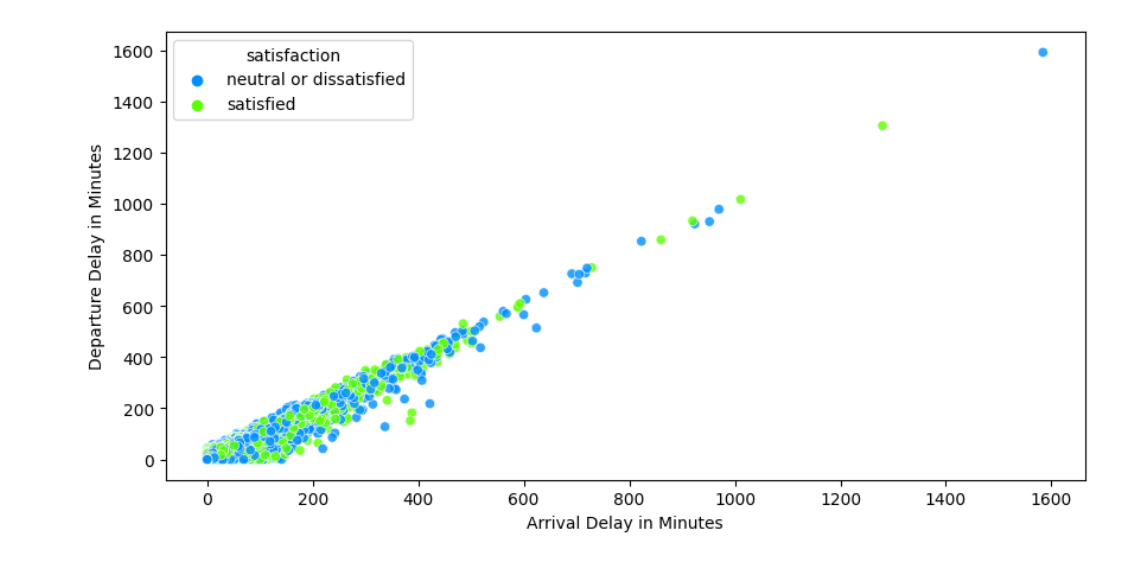 satisfaction
neutral or dissatisfied
satisfied
Departure Delay in Minutes
1600
1400
1200
1000
800
600
400
200
0
0 200 400 600 800 1000 1200 1400 1600
Arrival Delay in Minutes